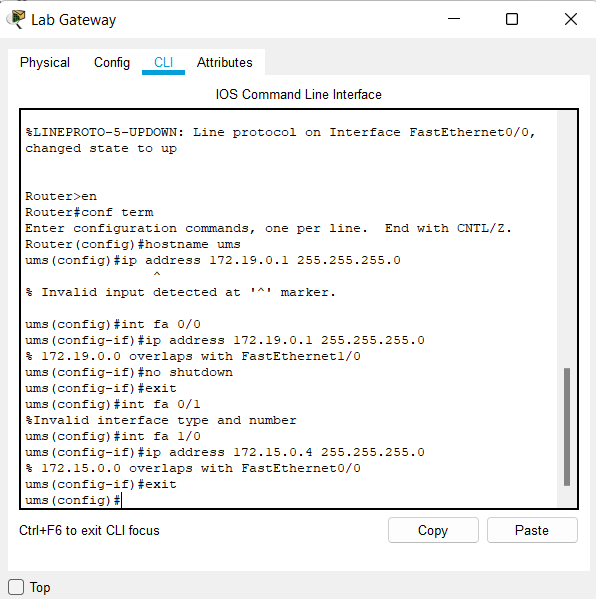 Lab Gateway
Physical Config CLI Attributes
IOS Command Line Interface
%LINEPROTO-5-UPDOWN: Line protocol on Interface FastEthernet0/0,
changed state to up
Router>en
Router#conf term
Enter configuration commands, one per line.  End with CNTL/Z.
Router(config)#hostname ums
ums(config)#ip address 172.19.0.1 255.255.255.0
^
% Invalid input detected at '^' marker.
ums(config)#int fa 0/0
ums(config-if)#ip address 172.19.0.1 255.255.255.0
% 172.19.0.0 overlaps with FastEthernet1/0
ums(config-if)#no shutdown
ums(config-if)#exit
ums(config)#int fa 0/1
%Invalid interface type and number
ums(config)#int fa 1/0
ums(config-if)#ip address 172.15.0.4 255.255.255.0
% 172.15.0.0 overlaps with FastEthernet0/0
ums(config-if)#exit
ums(config)#
Ctrl+F6 to exit CLI focus
Copy Paste
Top